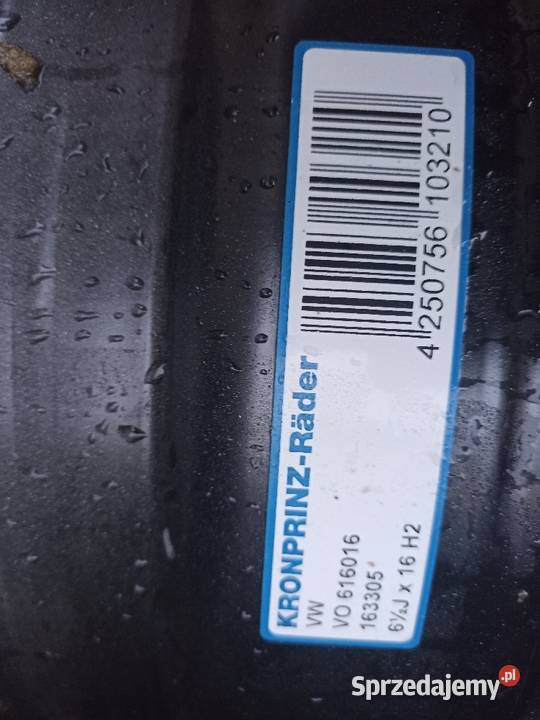 KRONPRINZ-Räder
VW
VO 616016
163305
6½J x 16 H2
4 250756 103210
Sprzedajemy.pl